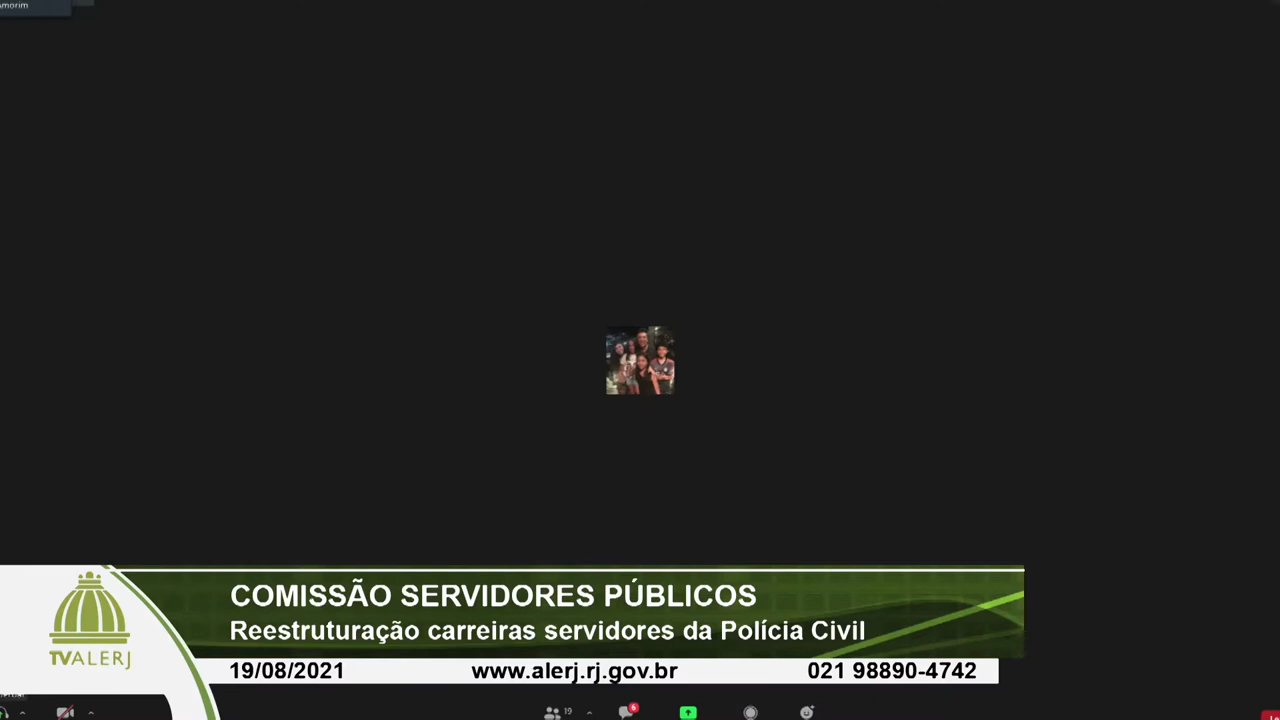 Amorim
COMISSÃO SERVIDORES PÚBLICOS
Reestruturação carreiras servidores da Polícia Civil
TVALERJ
19/08/2021 www.alerj.rj.gov.br 021 98890-4742
19
6